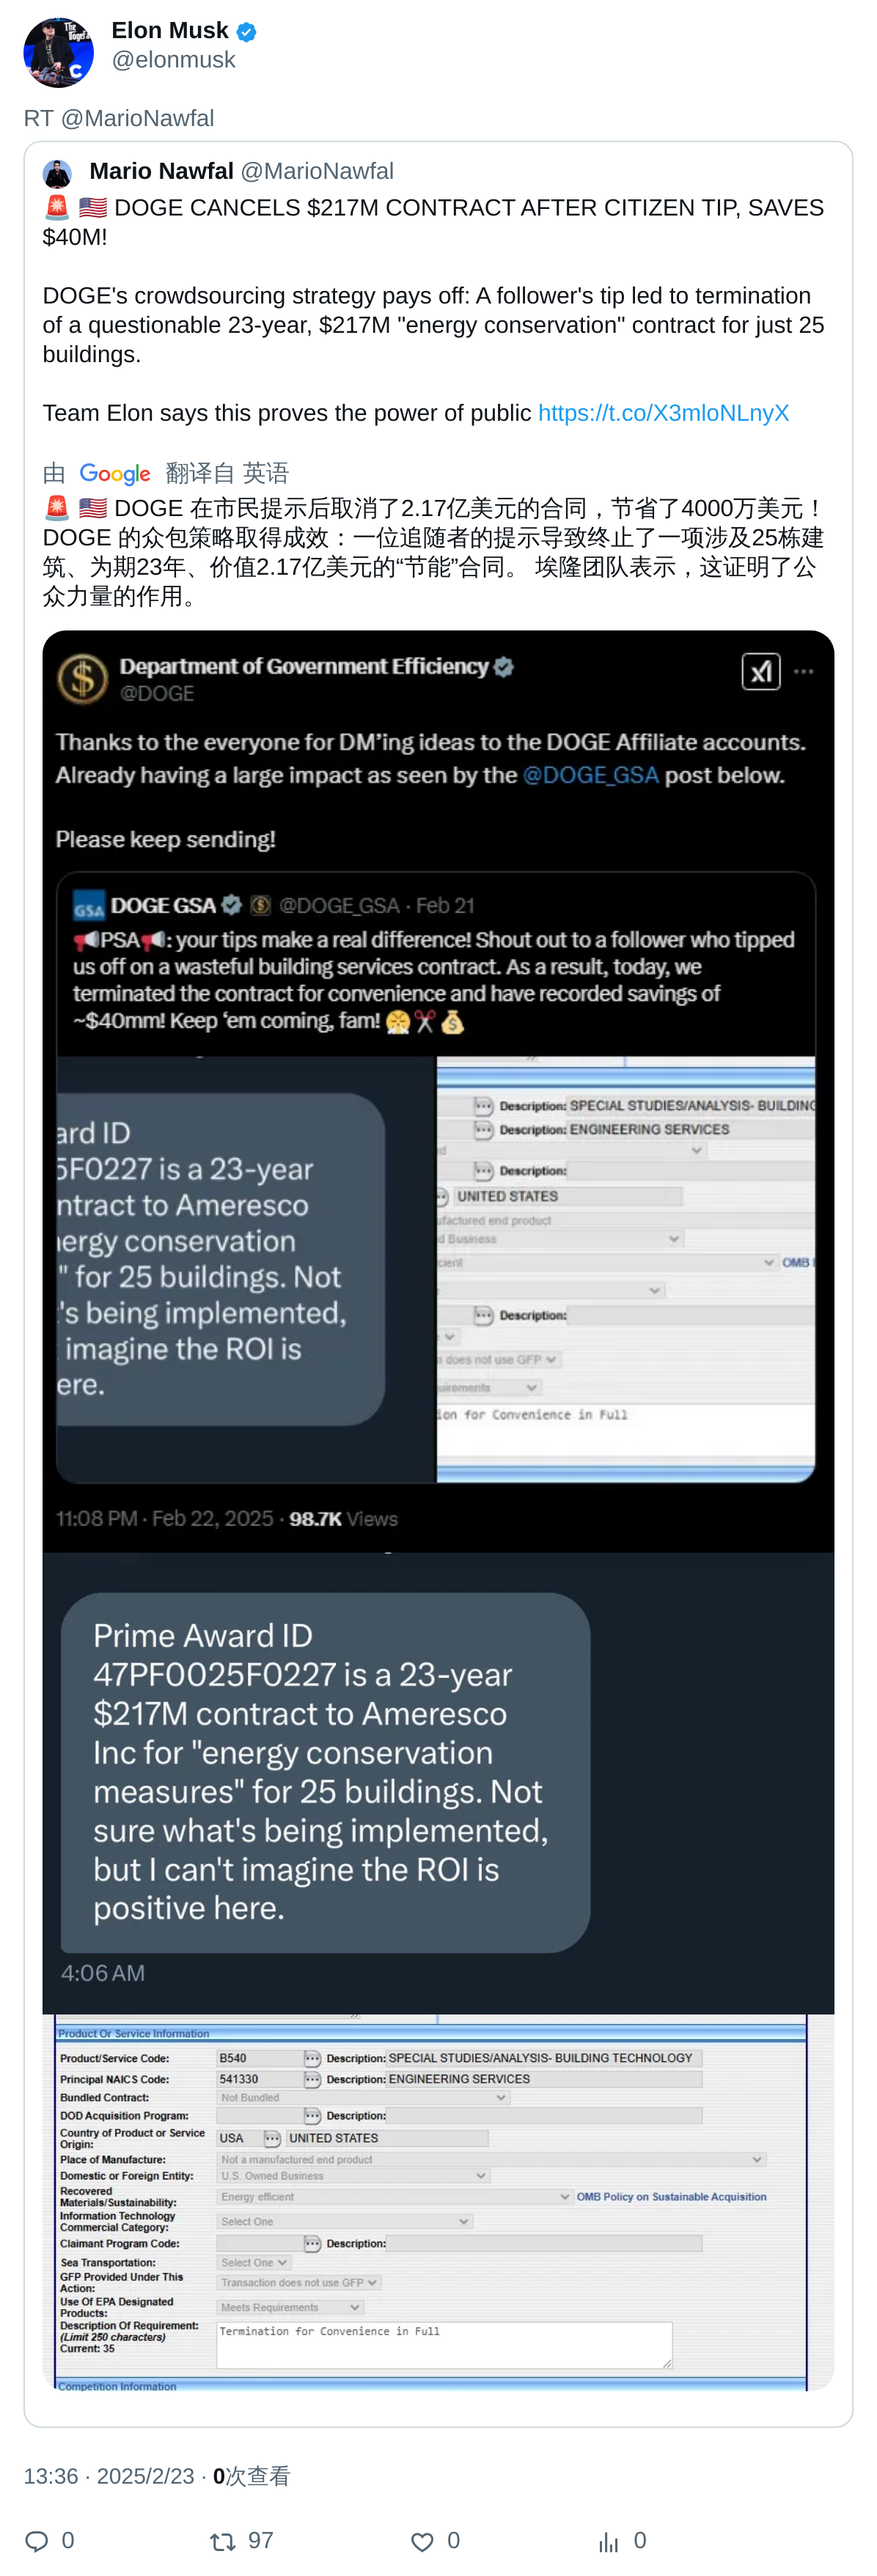 Elon Musk
@elonmusk
RT @MarioNawfal
Mario Nawfal @MarioNawfal
🚨 🇺🇸 DOGE CANCELS $217M CONTRACT AFTER CITIZEN TIP, SAVES
$40M!
DOGE's crowdsourcing strategy pays off: A follower's tip led to termination
of a questionable 23-year, $217M "energy conservation" contract for just 25
buildings.
Team Elon says this proves the power of public https://t.co/X3mloNLnyX
由 Google 翻译自 英语
🚨 🇺🇸 DOGE 在市民提示后取消了2.17亿美元的合同，节省了4000万美元！
DOGE 的众包策略取得成效：一位追随者的提示导致终止了一项涉及25栋建
筑、为期23年、价值2.17亿美元的“节能”合同。 埃隆团队表示，这证明了公
众力量的作用。
Department of Government Efficiency
@DOGE
Thanks to the everyone for DM’ing ideas to the DOGE Affiliate accounts.
Already having a large impact as seen by the @DOGE_GSA post below.
Please keep sending!
GSA DOGE GSA @DOGE_GSA · Feb 21
📢PSA📢: your tips make a real difference! Shout out to a follower who tipped
us off on a wasteful building services contract. As a result, today, we
terminated the contract for convenience and have recorded savings of
~$40mm! Keep ‘em coming, fam! 😤✂️💰
ard ID
5F0227 is a 23-year
ntract to Ameresco
ergy conservation
" for 25 buildings. Not
's being implemented,
imagine the ROI is
ere.
Description: SPECIAL STUDIES/ANALYSIS- BUILDING
Description: ENGINEERING SERVICES
Description:
UNITED STATES
ufactured end product
d Business
cient
OMB
Description:
n does not use GFP
uirements
ion for Convenience in Full
11:08 PM · Feb 22, 2025 · 98.7K Views
Prime Award ID
47PF0025F0227 is a 23-year
$217M contract to Ameresco
Inc for "energy conservation
measures" for 25 buildings. Not
sure what's being implemented,
but I can't imagine the ROI is
positive here.
4:06 AM
Product Or Service Information
Product/Service Code: B540 Description: SPECIAL STUDIES/ANALYSIS- BUILDING TECHNOLOGY
Principal NAICS Code: 541330 Description: ENGINEERING SERVICES
Bundled Contract: Not Bundled
DOD Acquisition Program: Description:
Country of Product or Service
Origin: USA UNITED STATES
Place of Manufacture: Not a manufactured end product
Domestic or Foreign Entity: U.S. Owned Business
Recovered
Materials/Sustainability: Energy efficient OMB Policy on Sustainable Acquisition
Information Technology
Commercial Category: Select One
Claimant Program Code: Description:
Sea Transportation: Select One
GFP Provided Under This
Action: Transaction does not use GFP
Use Of EPA Designated
Products: Meets Requirements
Description Of Requirement: Termination for Convenience in Full
(Limit 250 characters)
Current: 35
Competition Information
13:36 · 2025/2/23 · 0次查看
0 97 0 0